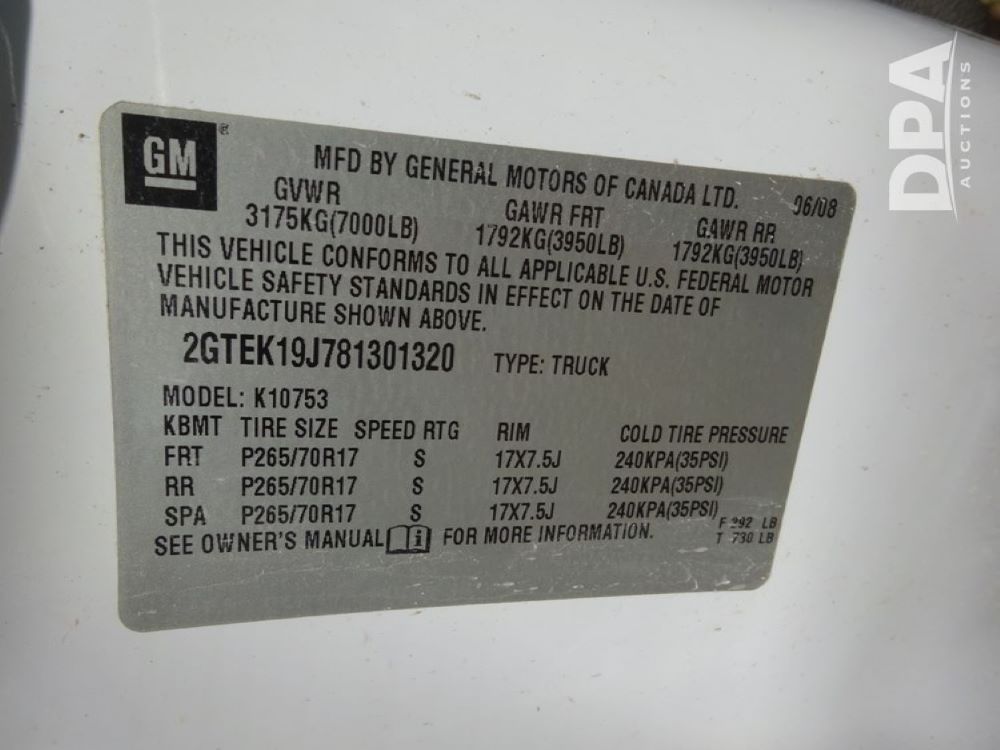 GM®
MFD BY GENERAL MOTORS OF CANADA LTD. 06/08
GVWR GAWR FRT GAWR RR
3175KG(7000LB) 1792KG(3950LB) 1792KG(3950LB)
THIS VEHICLE CONFORMS TO ALL APPLICABLE U.S. FEDERAL MOTOR
VEHICLE SAFETY STANDARDS IN EFFECT ON THE DATE OF
MANUFACTURE SHOWN ABOVE.
2GTEK19J781301320 TYPE: TRUCK
MODEL: K10753
KBMT TIRE SIZE SPEED RTG RIM COLD TIRE PRESSURE
FRT P265/70R17 S 17X7.5J 240KPA(35PSI)
RR P265/70R17 S 17X7.5J 240KPA(35PSI)
SPA P265/70R17 S 17X7.5J 240KPA(35PSI)
F LB
T 730 LB
SEE OWNER'S MANUAL i FOR MORE INFORMATION.
DPA
AUCTIONS